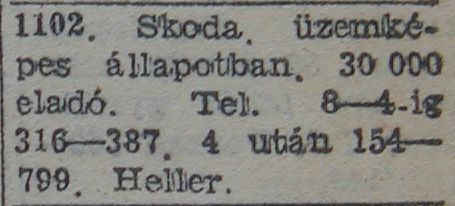 1102. Skoda. üzemké-
pes állapotban. 30 000
eladó. Tel. 8—4-ig
316—387. 4 után 154—
799. Heller.